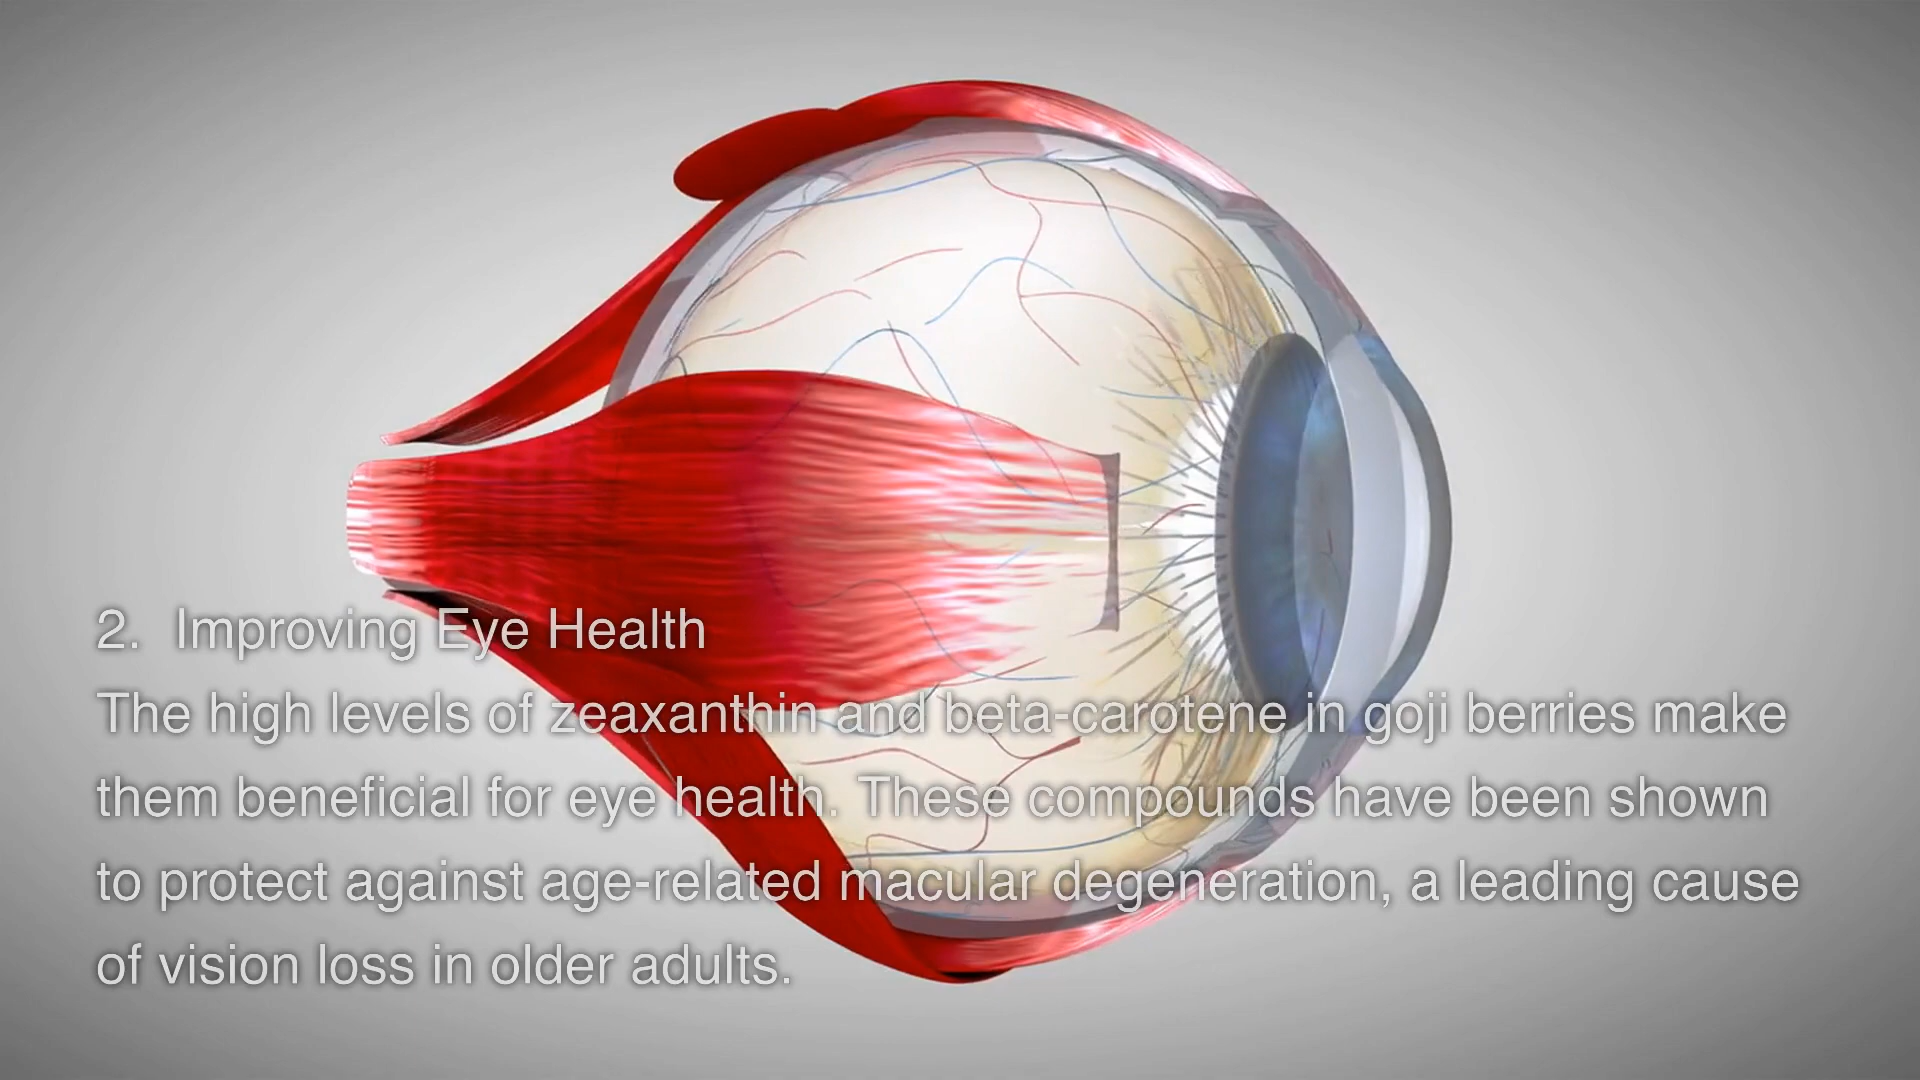 2. Improving Eye Health
The high levels of zeaxanthin and beta-carotene in goji berries make
them beneficial for eye health. These compounds have been shown
to protect against age-related macular degeneration, a leading cause
of vision loss in older adults.